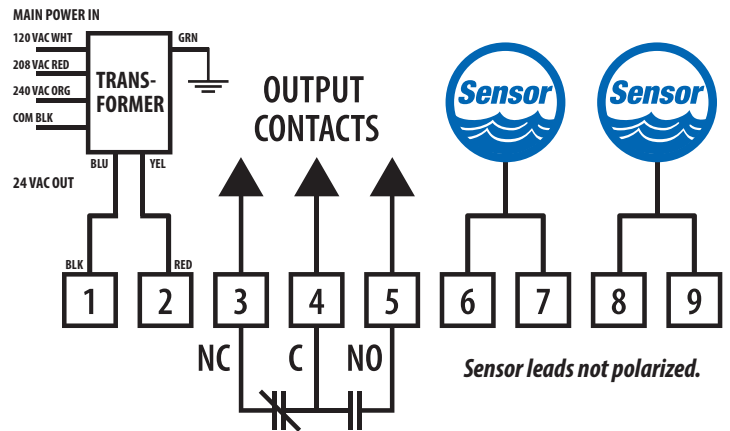 MAIN POWER IN
120 VAC WHT
GRN
208 VAC RED
240 VAC ORG
COM BLK
TRANS-
FORMER
BLU
YEL
24 VAC OUT
OUTPUT
CONTACTS
Sensor
Sensor
BLK
RED
1
2
3
4
5
6
7
8
9
NC
C
NO
Sensor leads not polarized.